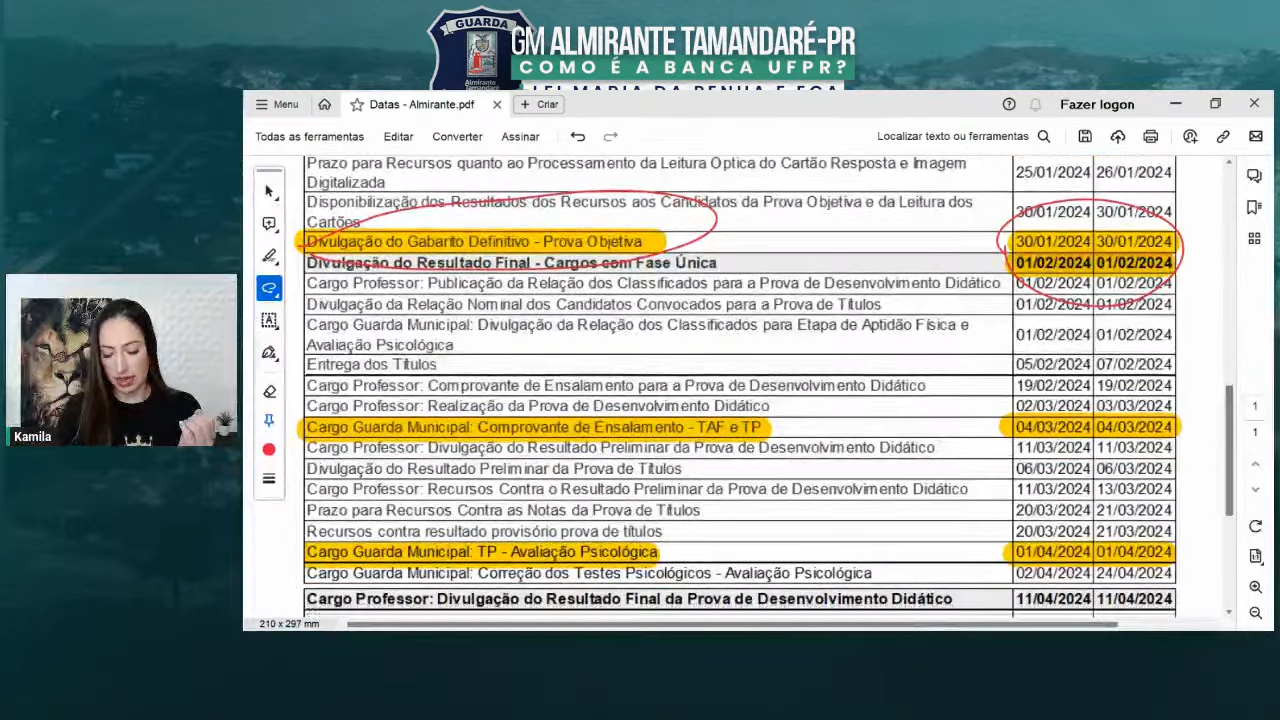 GUARDA
Almirante
Tamandaré
GM ALMIRANTE TAMANDARÉ-PR
COMO É A BANCA UFPR?
Menu
Datas - Almirante.pdf
Criar
Fazer logon
Todas as ferramentas
Editar
Converter
Assinar
Localizar texto ou ferramentas
Prazo para Recursos quanto ao Processamento da Leitura Óptica do Cartão Resposta e Imagem
Digitalizada
25/01/2024 26/01/2024
Disponibilização dos Resultados dos Recursos aos Candidatos da Prova Objetiva e da Leitura dos
Cartões
30/01/2024 30/01/2024
Divulgação do Gabarito Definitivo - Prova Objetiva 30/01/2024 30/01/2024
Divulgação do Resultado Final - Cargos com Fase Única 01/02/2024 01/02/2024
Cargo Professor: Publicação da Relação dos Classificados para a Prova de Desenvolvimento Didático 01/02/2024 01/02/2024
Divulgação da Relação Nominal dos Candidatos Convocados para a Prova de Títulos 01/02/2024 01/02/2024
Cargo Guarda Municipal: Divulgação da Relação dos Classificados para Etapa de Aptidão Física e
Avaliação Psicológica
01/02/2024 01/02/2024
Entrega dos Títulos 05/02/2024 07/02/2024
Cargo Professor: Comprovante de Ensalamento para a Prova de Desenvolvimento Didático 19/02/2024 19/02/2024
Cargo Professor: Realização da Prova de Desenvolvimento Didático 02/03/2024 03/03/2024
Cargo Guarda Municipal: Comprovante de Ensalamento - TAF e TP 04/03/2024 04/03/2024
Cargo Professor: Divulgação do Resultado Preliminar da Prova de Desenvolvimento Didático 11/03/2024 11/03/2024
Divulgação do Resultado Preliminar da Prova de Títulos 06/03/2024 06/03/2024
Cargo Professor: Recursos Contra o Resultado Preliminar da Prova de Desenvolvimento Didático 11/03/2024 13/03/2024
Prazo para Recursos Contra as Notas da Prova de Títulos 20/03/2024 21/03/2024
Recursos contra resultado provisório prova de títulos 20/03/2024 21/03/2024
Cargo Guarda Municipal: TP - Avaliação Psicológica 01/04/2024 01/04/2024
Cargo Guarda Municipal: Correção dos Testes Psicológicos - Avaliação Psicológica 02/04/2024 24/04/2024
Cargo Professor: Divulgação do Resultado Final da Prova de Desenvolvimento Didático 11/04/2024 11/04/2024
1
1
210 x 297 mm
Kamila